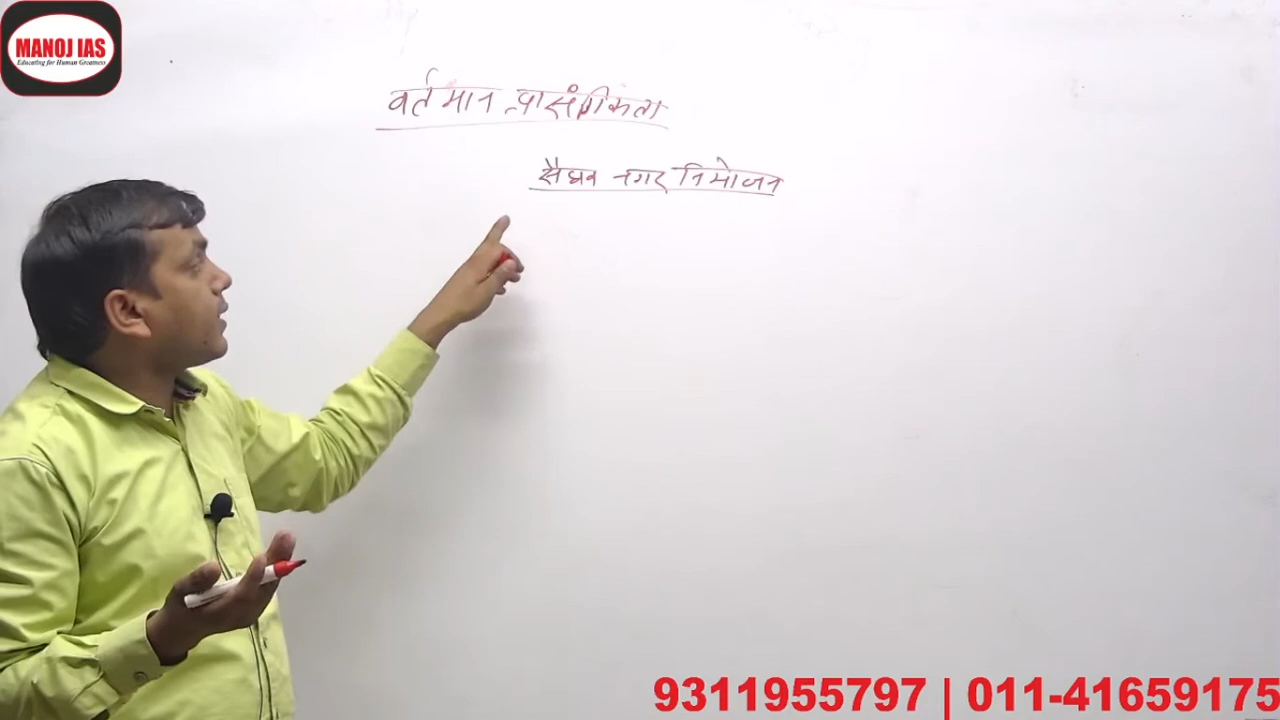 MANOJ IAS
Educating for Human Greatness
वर्तमान प्रासंगिकता
सैंधव नगर नियोजन
9311955797 | 011-41659175